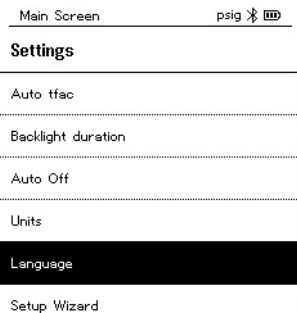 Main Screen psig
Settings
Auto tfac
Backlight duration
Auto Off
Units
Language
Setup Wizard